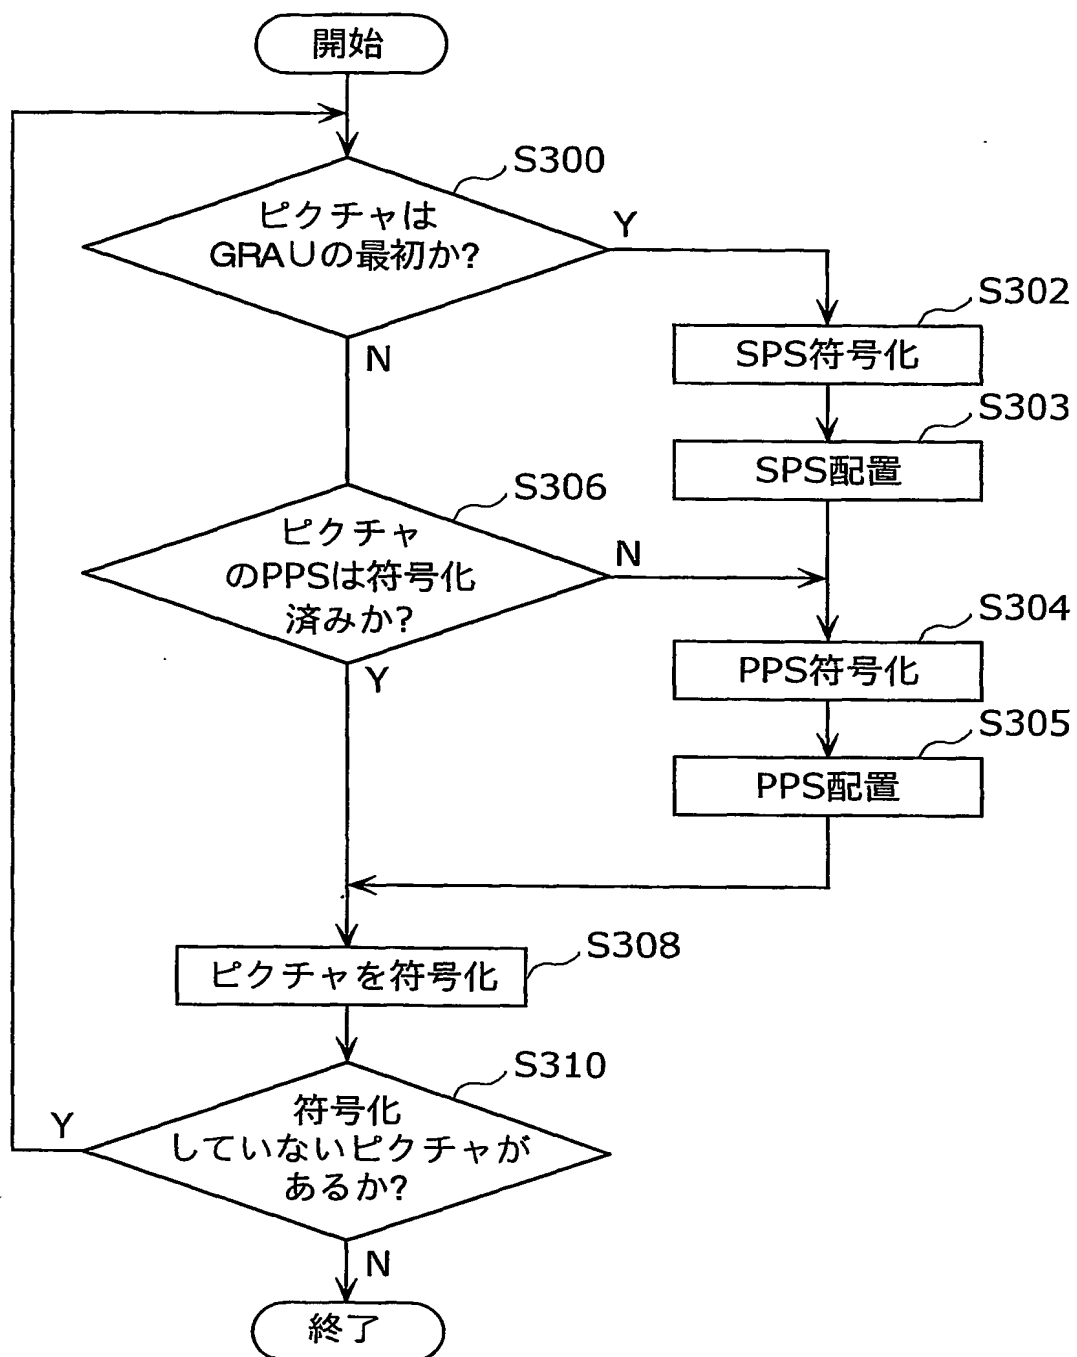 開始
S300
ピクチャは
GRAUの最初か?
Y
N
S302
SPS符号化
S303
SPS配置
S306
ピクチャ
のPPSは符号化
済みか?
N
Y
S304
PPS符号化
S305
PPS配置
S308
ピクチャを符号化
S310
符号化
していないピクチャが
あるか?
Y
N
終了